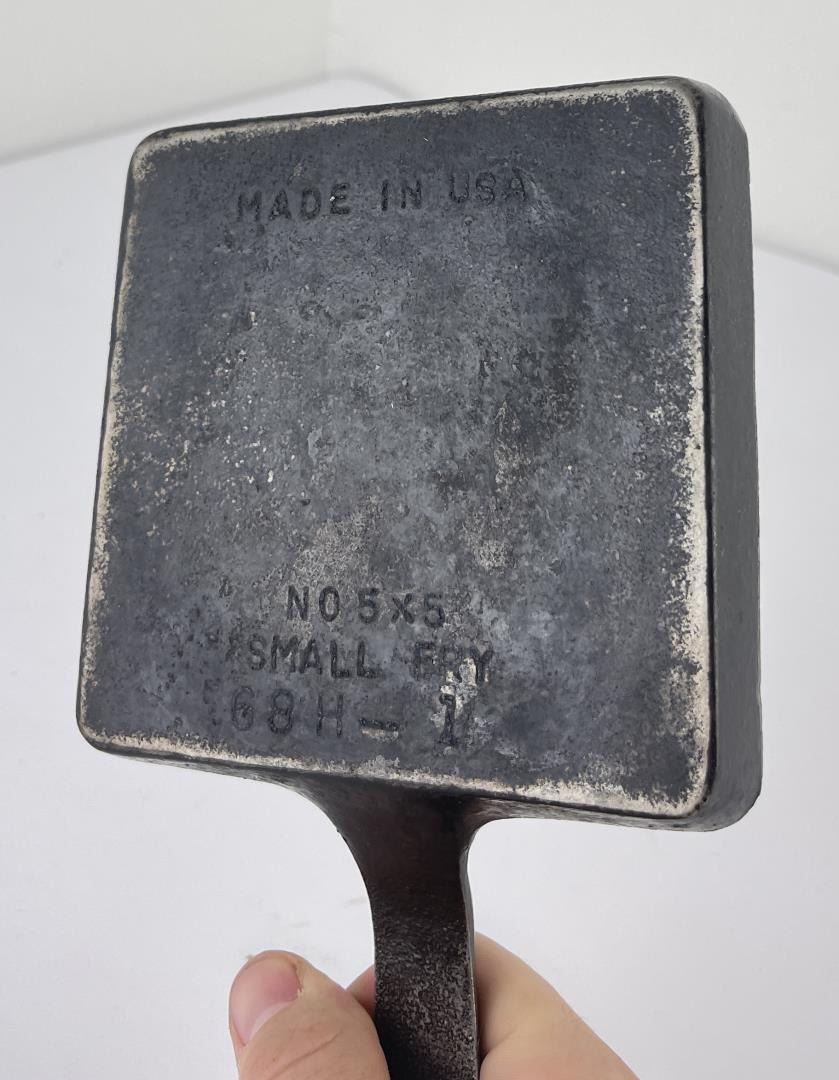 MADE IN USA
NO 5X5
SMALL FRY
68H- 1